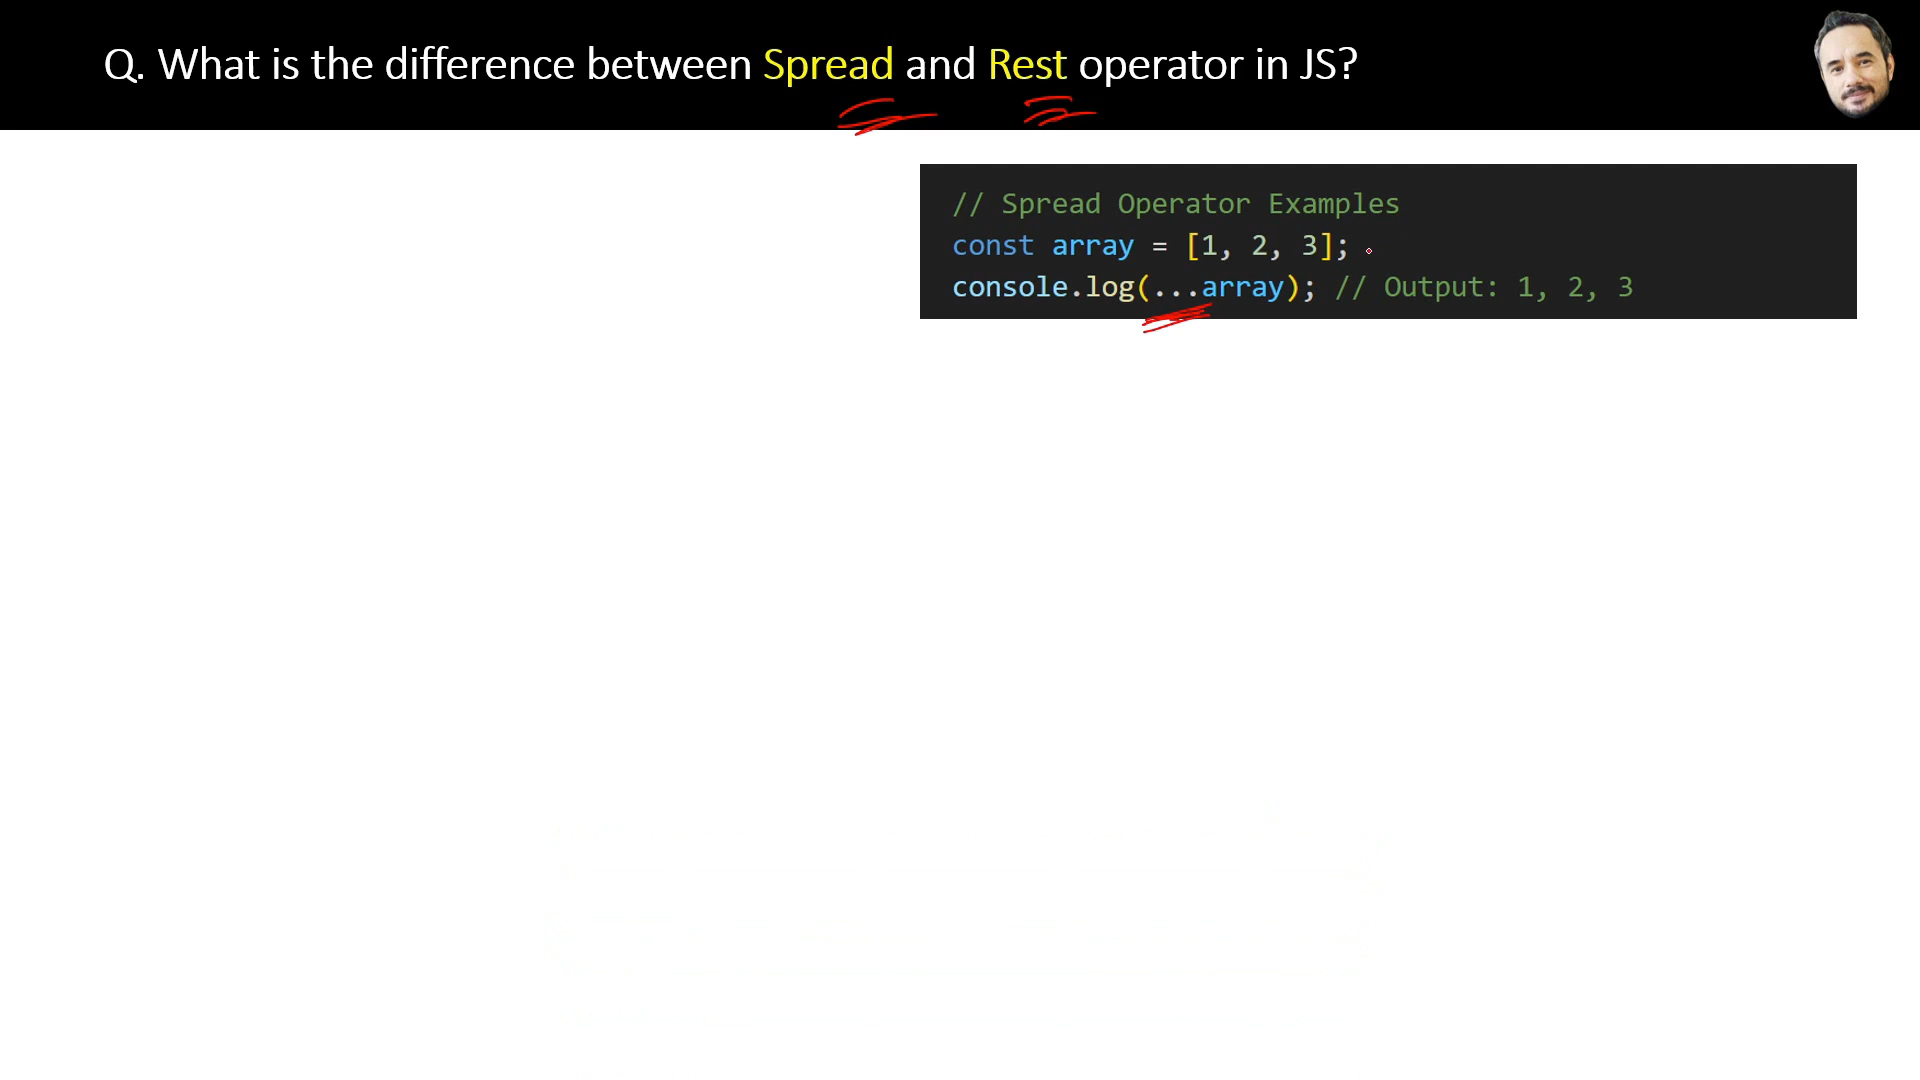 Q. What is the difference between Spread and Rest operator in JS?
// Spread Operator Examples
const array = [1, 2, 3];
console.log(...array); // Output: 1, 2, 3